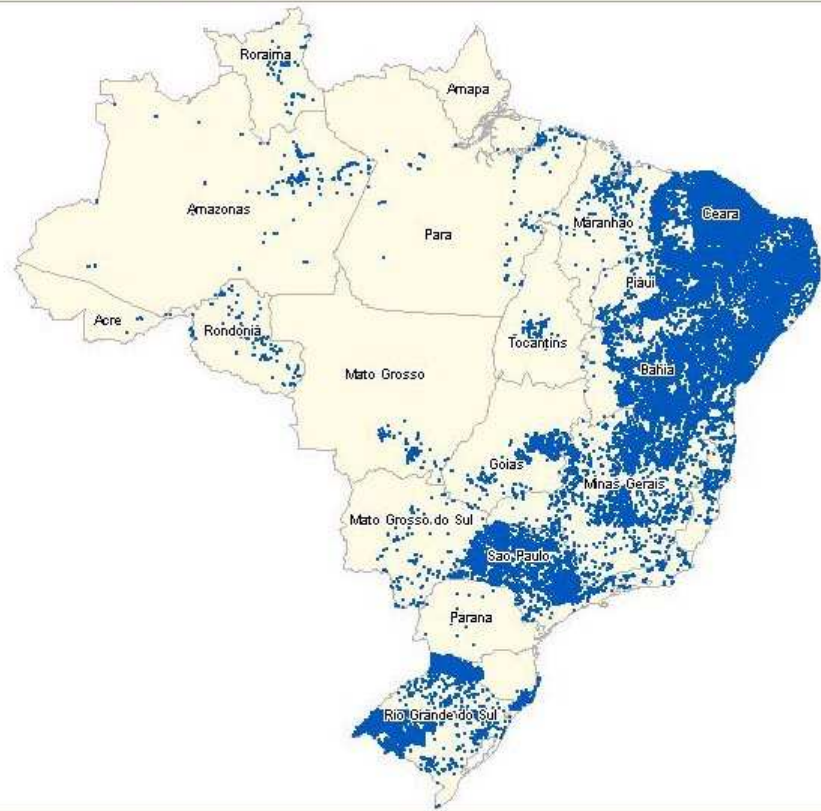 Roraima
Amapa
Amazonas
Para
Maranhao
Ceara
Piaui
Acre
Rondonia
Tocantins
Bahia
Mato Grosso
Goias
Minas Gerais
Mato Grosso do Sul
Sao Paulo
Parana
Rio Grande do Sul